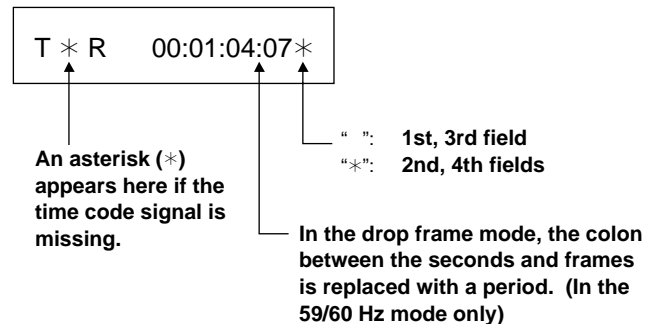 T ✽ R 00:01:04:07✽
“ ”: 1st, 3rd field
“✽”: 2nd, 4th fields
An asterisk (✽)
appears here if the
time code signal is
missing.
In the drop frame mode, the colon
between the seconds and frames
is replaced with a period. (In the
59/60 Hz mode only)